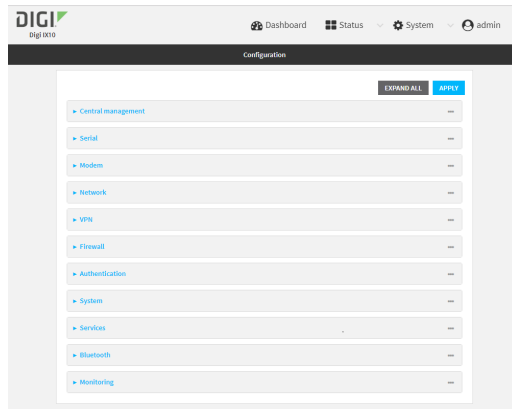 DIGI
Digi IX10
Dashboard
Status
System
admin
Configuration
EXPAND ALL
APPLY
Central management
Serial
Modem
Network
VPN
Firewall
Authentication
System
Services
Bluetooth
Monitoring